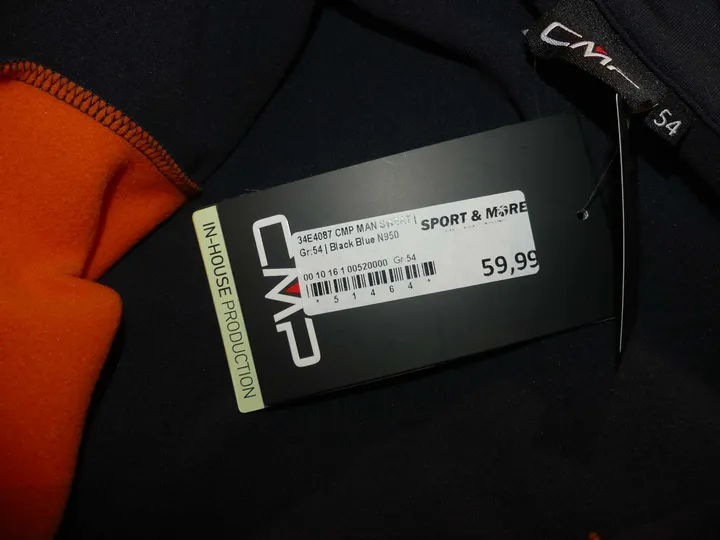 CMP
54
IN-HOUSE PRODUCTION
CMP
34E4087 CMP MAN SWEAT |
Gr.54 | Black Blue N950
SPORT & MORE
00 10 16 1 00520000 Gr.54
* 5 1 4 6 4 *
59,99